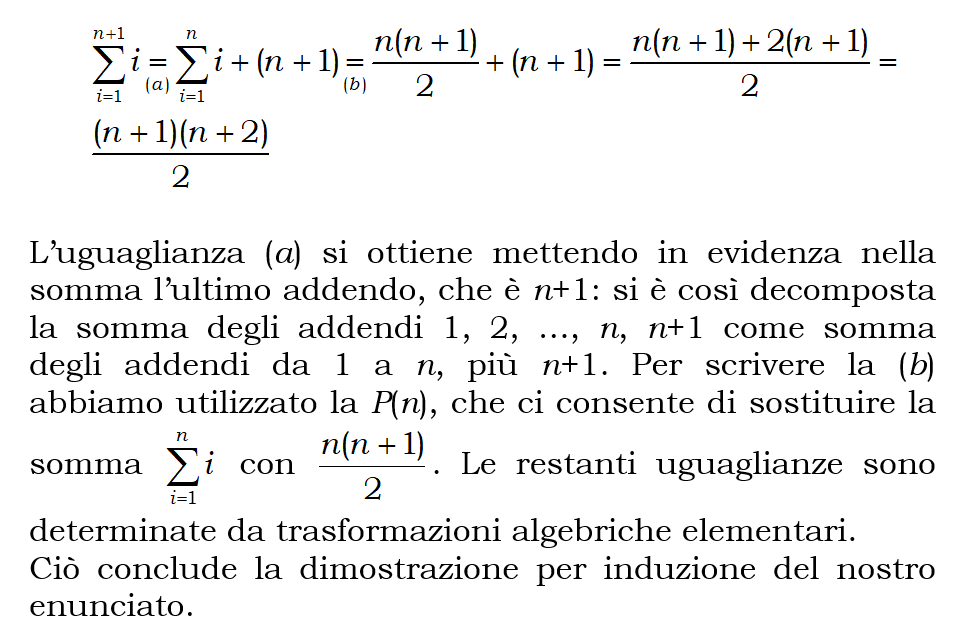 \sum_{i=1}^{n+1} i \underset{(a)}{=} \sum_{i=1}^{n} i + (n + 1) \underset{(b)}{=} \frac{n(n + 1)}{2} + (n + 1) = \frac{n(n + 1) + 2(n + 1)}{2} =
\frac{(n + 1)(n + 2)}{2}
L'uguaglianza (a) si ottiene mettendo in evidenza nella
somma l'ultimo addendo, che è n+1: si è così decomposta
la somma degli addendi 1, 2, ..., n, n+1 come somma
degli addendi da 1 a n, più n+1. Per scrivere la (b)
abbiamo utilizzato la P(n), che ci consente di sostituire la
somma \sum_{i=1}^{n} i con \frac{n(n + 1)}{2}. Le restanti uguaglianze sono
determinate da trasformazioni algebriche elementari.
Ciò conclude la dimostrazione per induzione del nostro
enunciato.